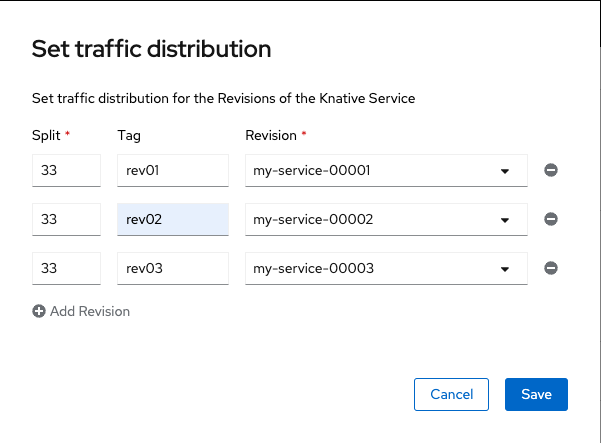 Set traffic distribution
Set traffic distribution for the Revisions of the Knative Service
Split * Tag Revision *
33 rev01 my-service-00001
33 rev02 my-service-00002
33 rev03 my-service-00003
Add Revision
Cancel Save